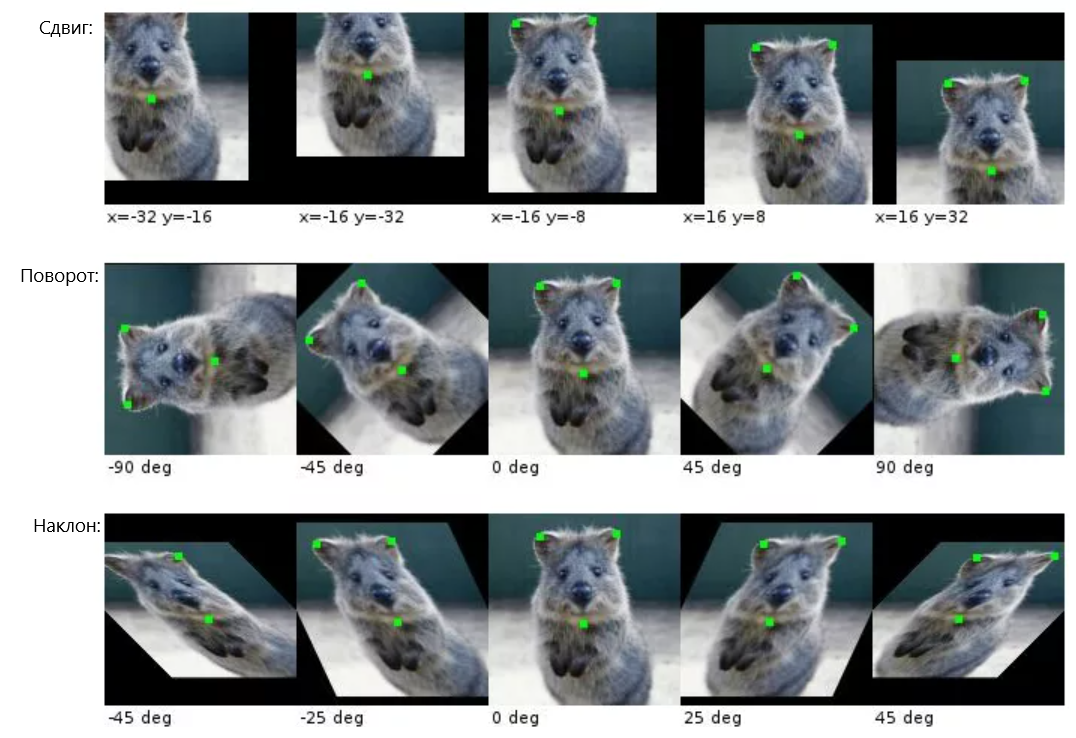 Сдвиг:
x=-32 y=-16 x=-16 y=-32 x=-16 y=-8 x=16 y=8 x=16 y=32
Поворот:
-90 deg -45 deg 0 deg 45 deg 90 deg
Наклон:
-45 deg -25 deg 0 deg 25 deg 45 deg